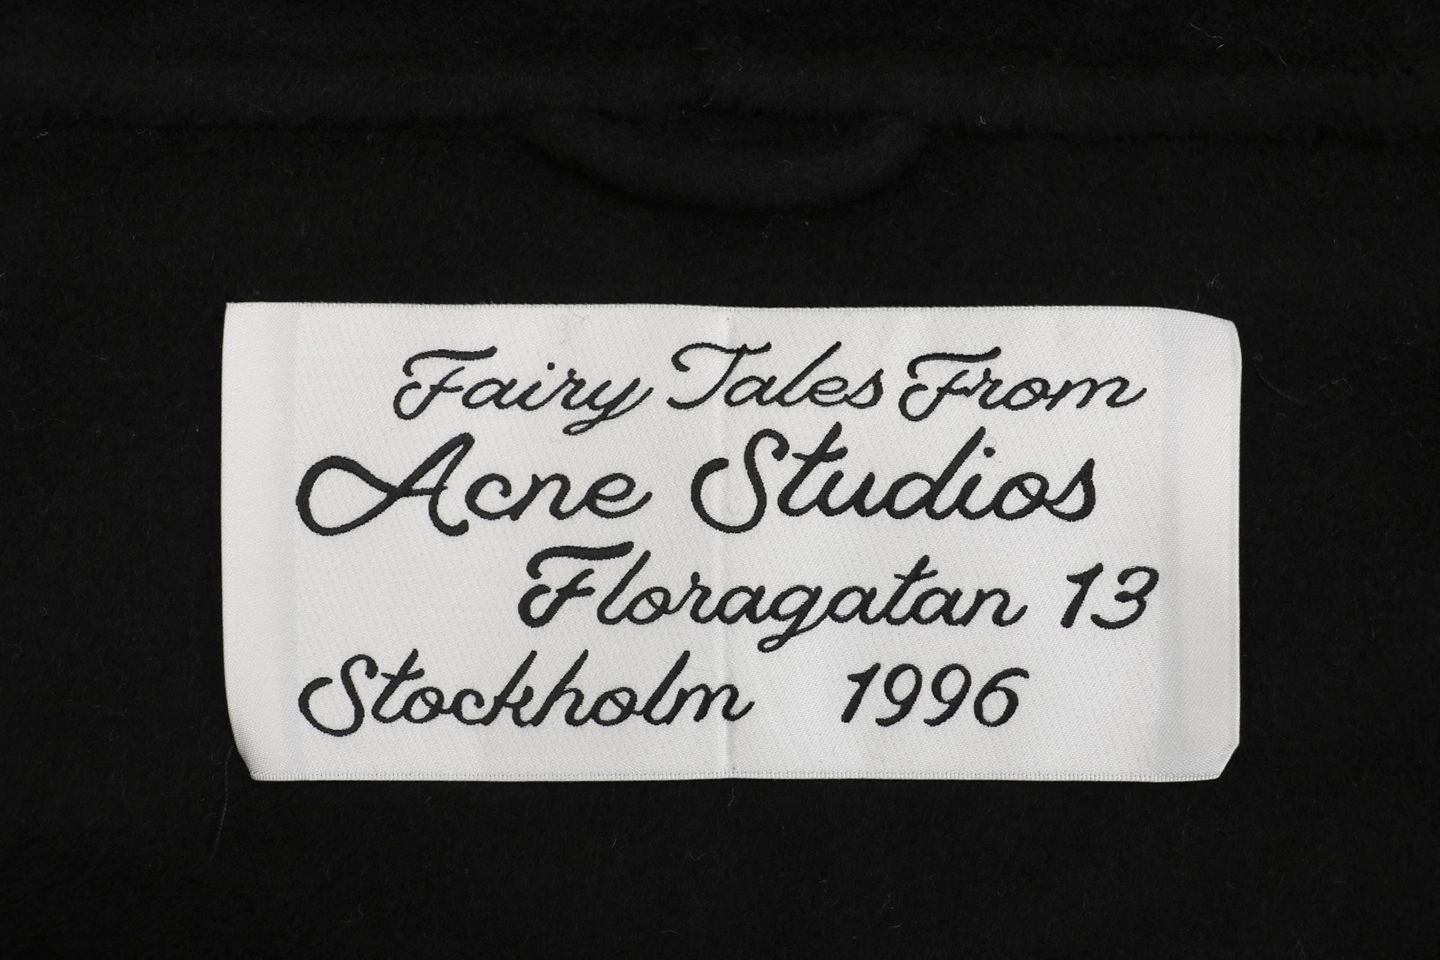 Fairy Tales From
Acne Studios
Floragatan 13
Stockholm 1996